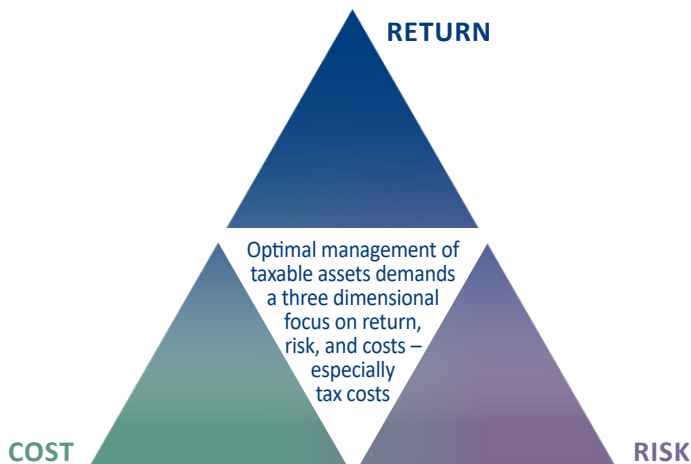 RETURN
Optimal management of
taxable assets demands
a three dimensional
focus on return,
risk, and costs –
especially
tax costs
COST
RISK